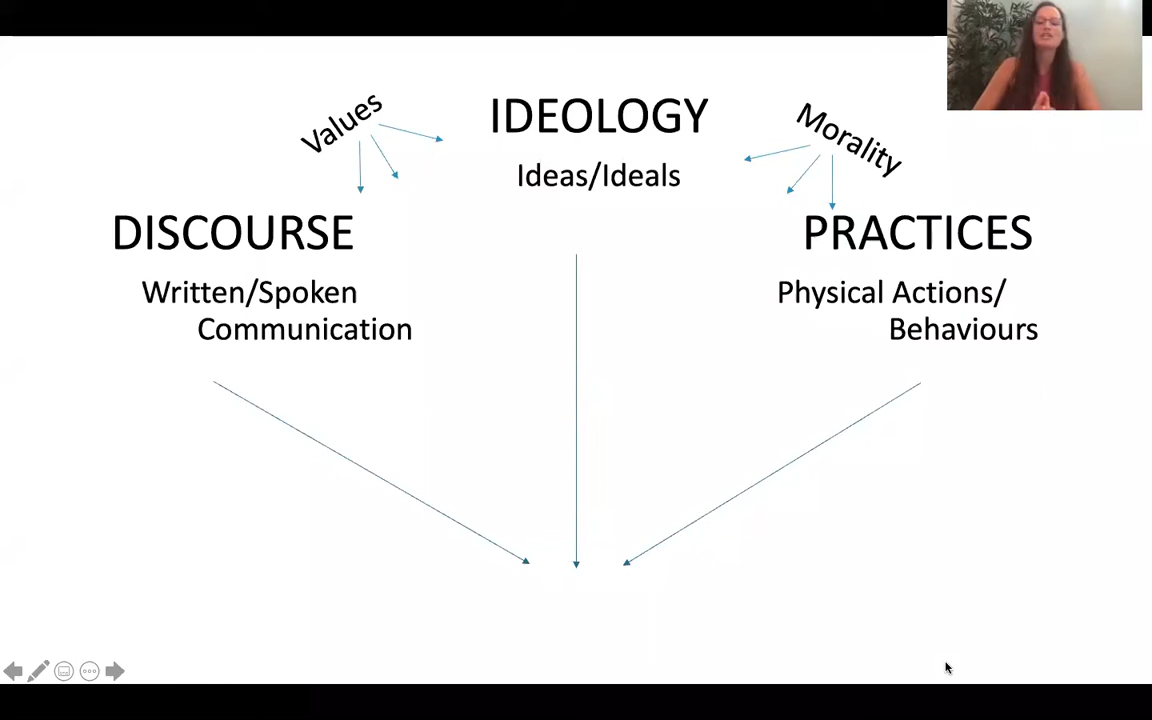 Values
IDEOLOGY
Morality
Ideas/Ideals
DISCOURSE
PRACTICES
Written/Spoken
Communication
Physical Actions/
Behaviours